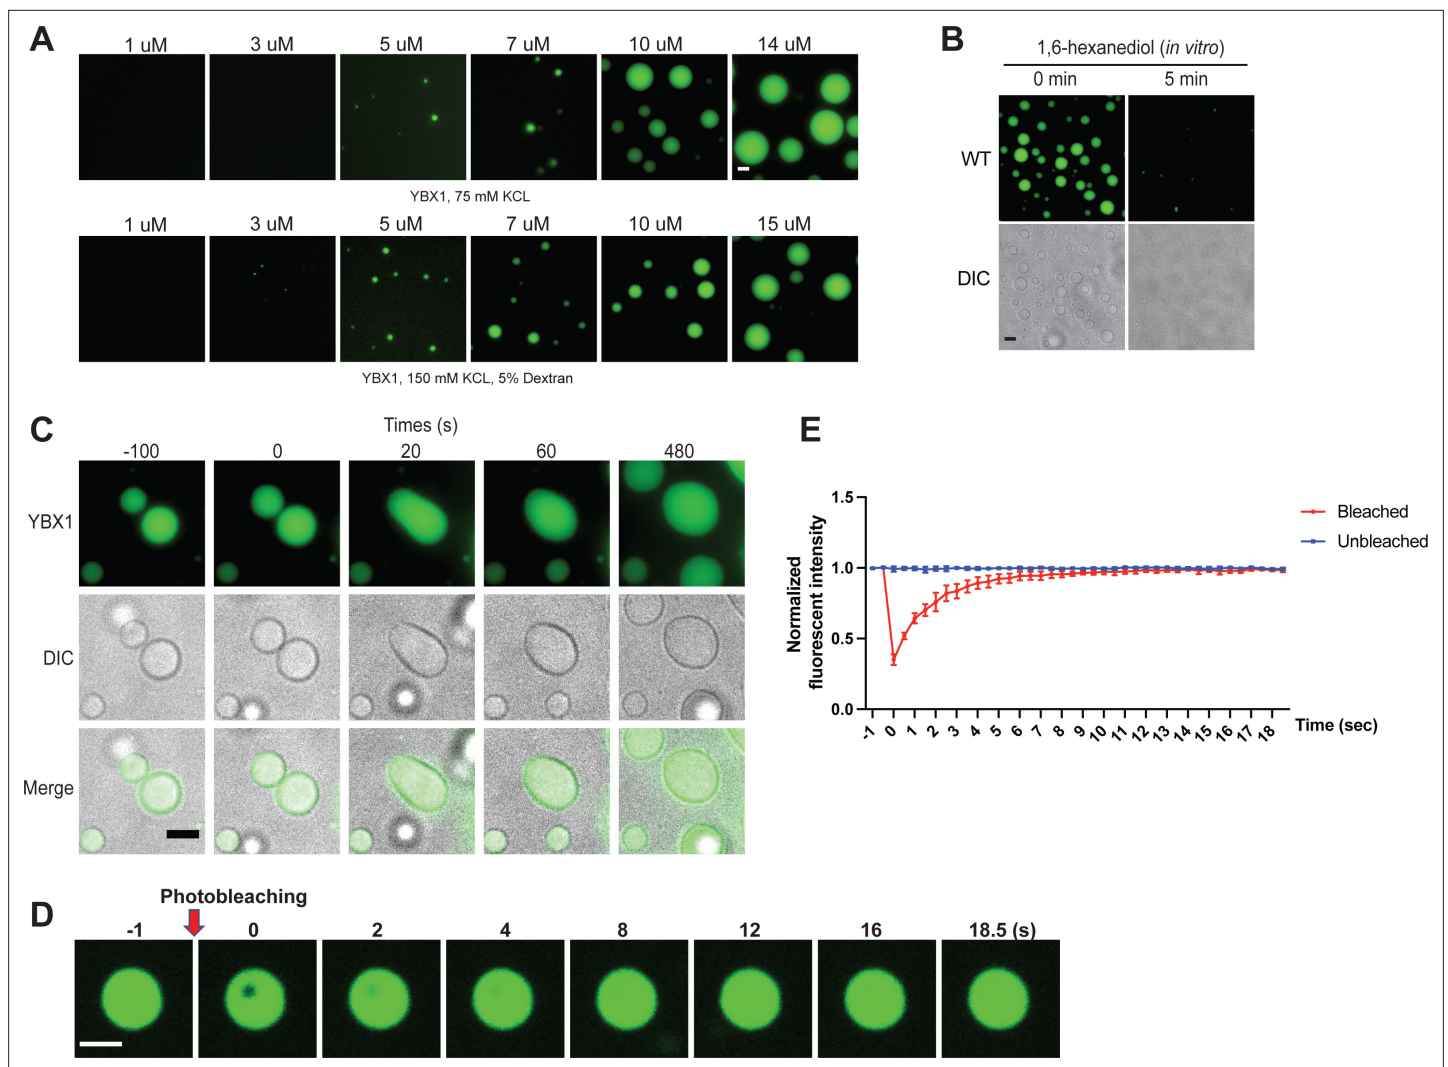 A
1 uM 3 uM 5 uM 7 uM 10 uM 14 uM
YBX1, 75 mM KCL
1 uM 3 uM 5 uM 7 uM 10 uM 15 uM
YBX1, 150 mM KCL, 5% Dextran
B
1,6-hexanediol (in vitro)
0 min 5 min
WT
DIC
C
Times (s)
-100 0 20 60 480
YBX1
DIC
Merge
D
Photobleaching
-1 0 2 4 8 12 16 18.5 (s)
E
Normalized
fluorescent intensity
1.5
1.0
0.5
0.0
-1 0 1 2 3 4 5 6 7 8 9 10 11 12 13 14 15 16 17 18
Time (sec)
Bleached
Unbleached